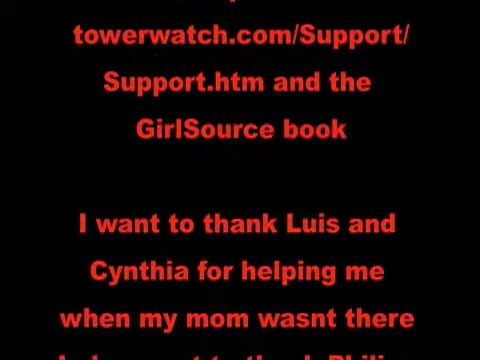 towerwatch.com/Support/
Support.htm and the
GirlSource book
I want to thank Luis and
Cynthia for helping me
when my mom wasnt there